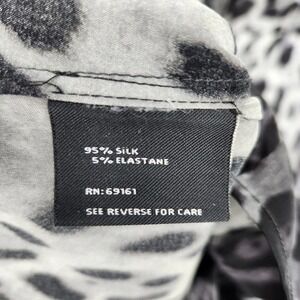 95% SILK
5% ELASTANE
RN: 69161
SEE REVERSE FOR CARE